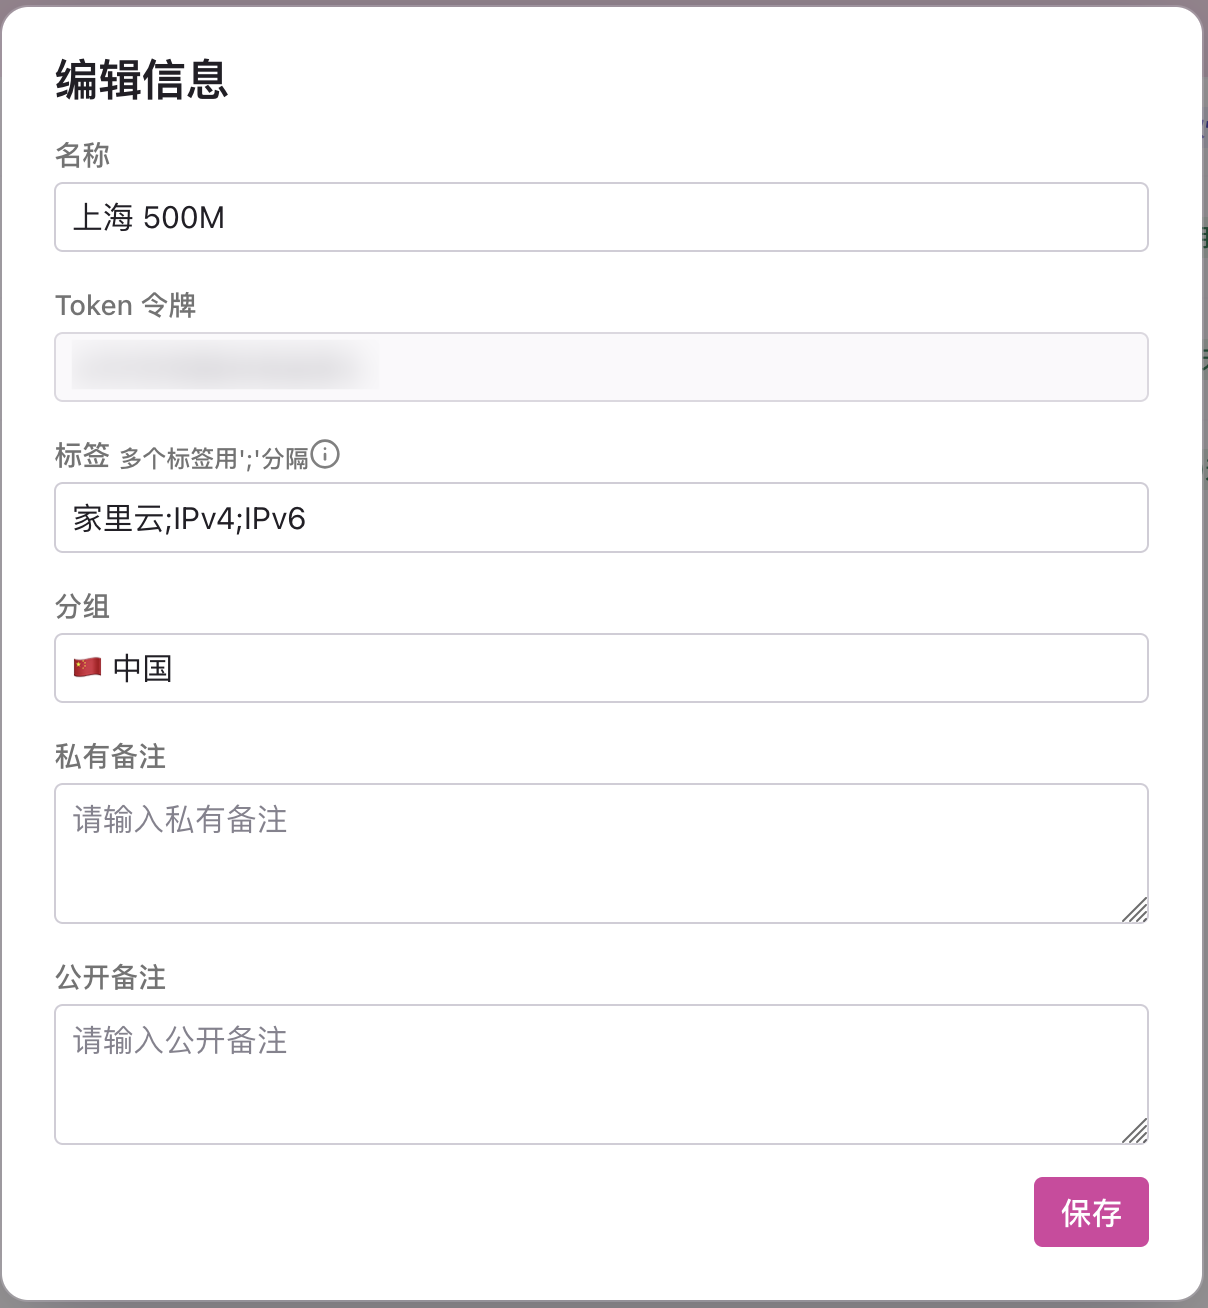 编辑信息
名称
上海 500M
Token 令牌
标签 多个标签用';'分隔
家里云;IPv4;IPv6
分组
🇨🇳 中国
私有备注
请输入私有备注
公开备注
请输入公开备注
保存